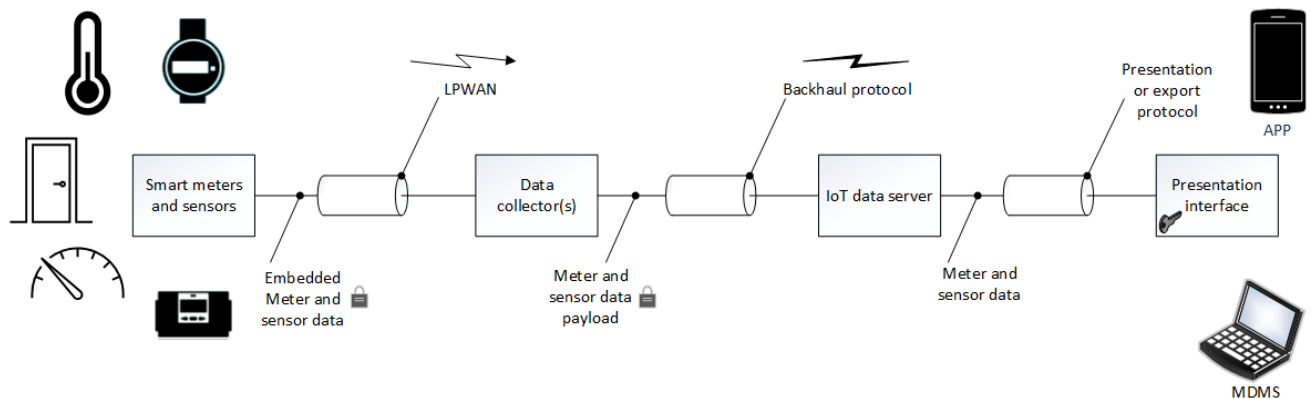 LPWAN
Backhaul protocol
Presentation
or export
protocol
APP
Smart meters
and sensors
Data
collector(s)
IoT data server
Presentation
interface
Embedded
Meter and
sensor data
Meter and
sensor data
payload
Meter and
sensor data
MDMS